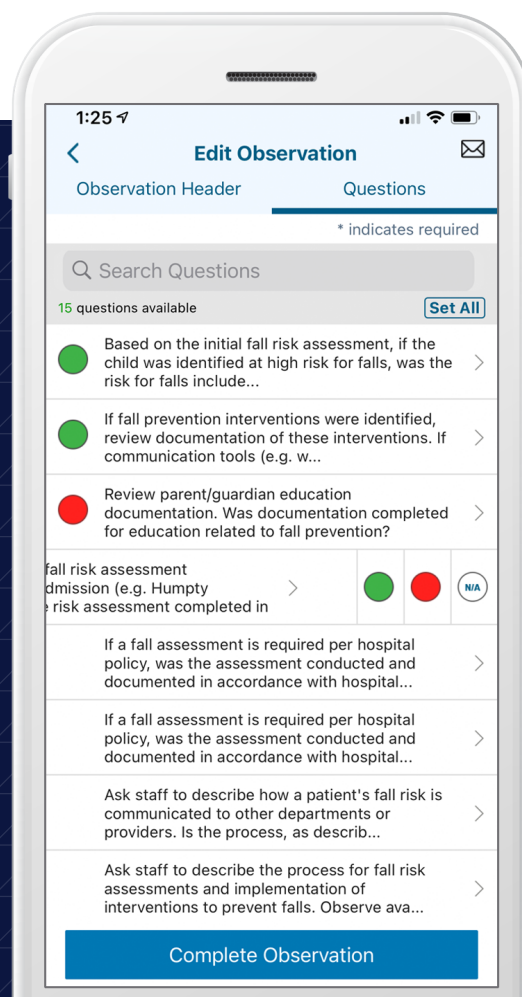 1:25
Edit Observation
Observation Header
Questions
* indicates required
Search Questions
15 questions available
Set All
Based on the initial fall risk assessment, if the
child was identified at high risk for falls, was the
risk for falls include...
If fall prevention interventions were identified,
review documentation of these interventions. If
communication tools (e.g. w...
Review parent/guardian education
documentation. Was documentation completed
for education related to fall prevention?
fall risk assessment
dmission (e.g. Humpty
risk assessment completed in
N/A
If a fall assessment is required per hospital
policy, was the assessment conducted and
documented in accordance with hospital...
If a fall assessment is required per hospital
policy, was the assessment conducted and
documented in accordance with hospital...
Ask staff to describe how a patient's fall risk is
communicated to other departments or
providers. Is the process, as describ...
Ask staff to describe the process for fall risk
assessments and implementation of
interventions to prevent falls. Observe ava...
Complete Observation